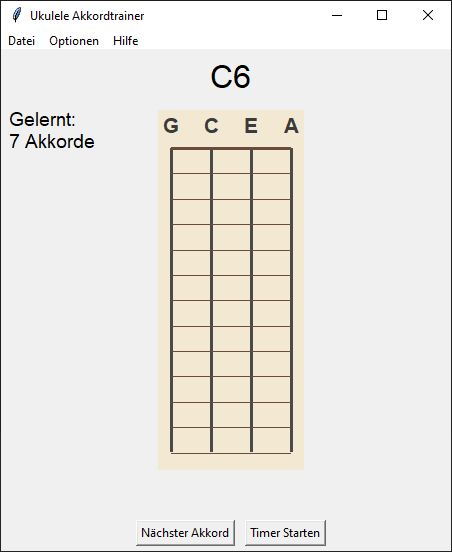 Ukulele Akkordtrainer
Datei Optionen Hilfe
C6
Gelernt:
7 Akkorde
G C E A
Nächster Akkord Timer Starten